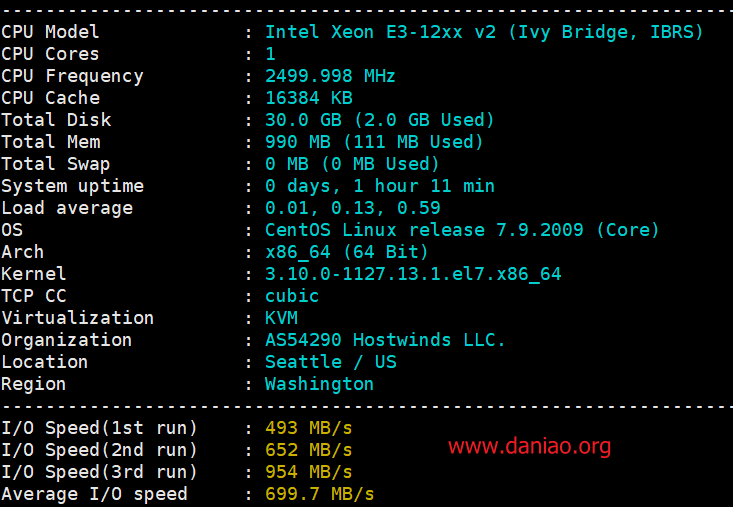 CPU Model : Intel Xeon E3-12xx v2 (Ivy Bridge, IBRS)
CPU Cores : 1
CPU Frequency : 2499.998 MHz
CPU Cache : 16384 KB
Total Disk : 30.0 GB (2.0 GB Used)
Total Mem : 990 MB (111 MB Used)
Total Swap : 0 MB (0 MB Used)
System uptime : 0 days, 1 hour 11 min
Load average : 0.01, 0.13, 0.59
OS : CentOS Linux release 7.9.2009 (Core)
Arch : x86_64 (64 Bit)
Kernel : 3.10.0-1127.13.1.el7.x86_64
TCP CC : cubic
Virtualization : KVM
Organization : AS54290 Hostwinds LLC.
Location : Seattle / US
Region : Washington
I/O Speed(1st run) : 493 MB/s
I/O Speed(2nd run) : 652 MB/s
www.daniao.org
I/O Speed(3rd run) : 954 MB/s
Average I/O speed : 699.7 MB/s